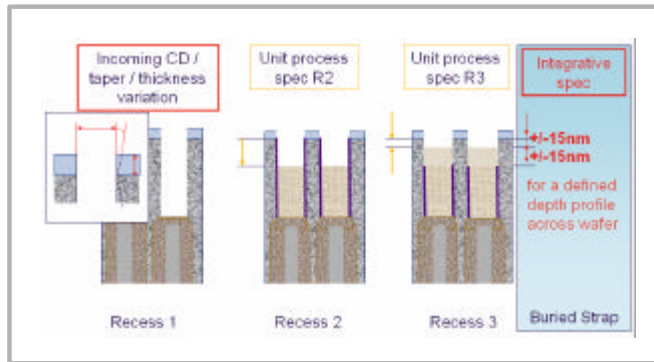 Incoming CD /
taper / thickness
variation
Unit process
spec R2
Unit process
spec R3
Integrative
spec
+/-15nm
+/-15nm
for a defined
depth profile
across wafer
Recess 1
Recess 2
Recess 3
Buried Strap